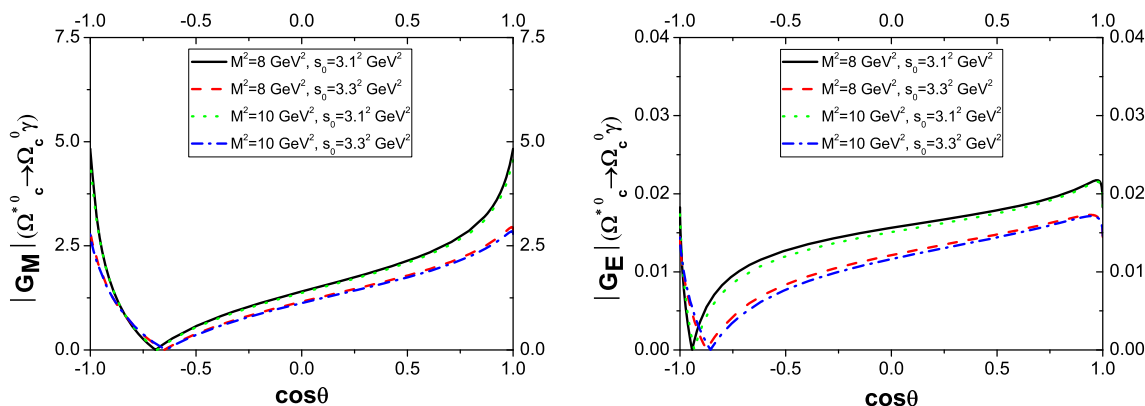 -1.0 -0.5 0.0 0.5 1.0
7.5 7.5
5.0 5.0
2.5 2.5
0.0 0.0
-1.0 -0.5 0.0 0.5 1.0
M²=8 GeV², s₀=3.1² GeV²
M²=8 GeV², s₀=3.3² GeV²
M²=10 GeV², s₀=3.1² GeV²
M²=10 GeV², s₀=3.3² GeV²
|GM| (Ω*⁰c→Ωc⁰γ)
cosθ
-1.0 -0.5 0.0 0.5 1.0
0.04 0.04
0.03 0.03
0.02 0.02
0.01 0.01
0.00 0.00
-1.0 -0.5 0.0 0.5 1.0
M²=8 GeV², s₀=3.1² GeV²
M²=8 GeV², s₀=3.3² GeV²
M²=10 GeV², s₀=3.1² GeV²
M²=10 GeV², s₀=3.3² GeV²
|GE| (Ω*⁰c→Ωc⁰γ)
cosθ